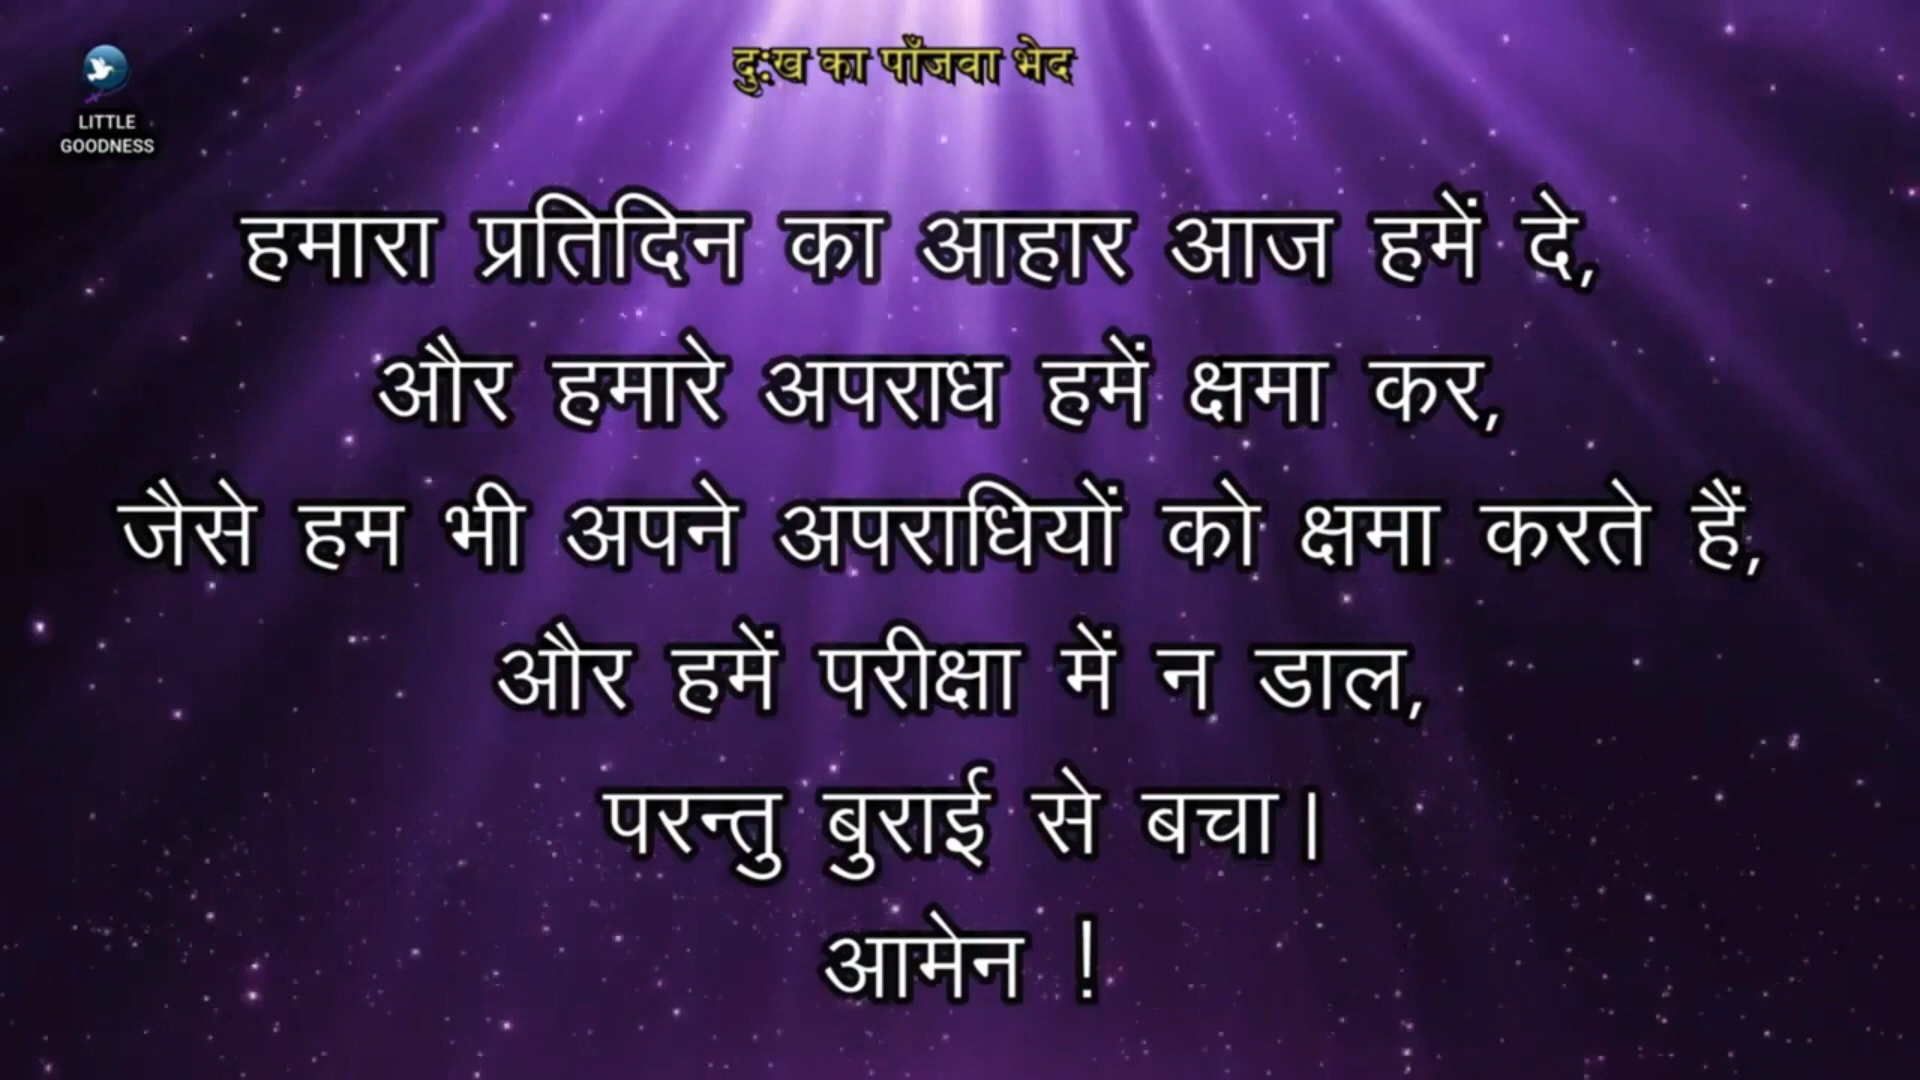 दुःख का पाँजवा भेद
LITTLE
GOODNESS
हमारा प्रतिदिन का आहार आज हमें दे,
और हमारे अपराध हमें क्षमा कर,
जैसे हम भी अपने अपराधियों को क्षमा करते हैं,
और हमें परीक्षा में न डाल,
परन्तु बुराई से बचा।
आमेन !